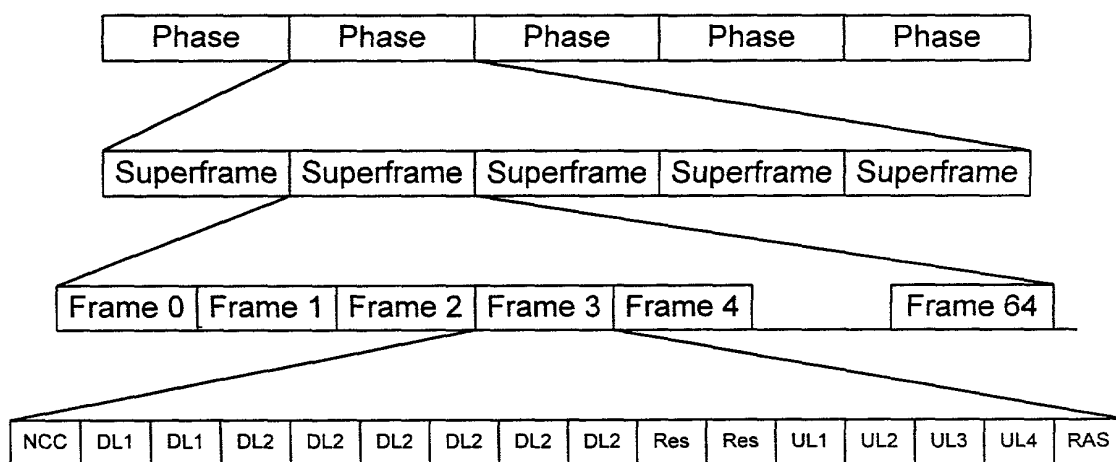 Phase Phase Phase Phase Phase
Superframe Superframe Superframe Superframe Superframe
Frame 0 Frame 1 Frame 2 Frame 3 Frame 4 Frame 64
NCC DL1 DL1 DL2 DL2 DL2 DL2 DL2 DL2 Res Res UL1 UL2 UL3 UL4 RAS